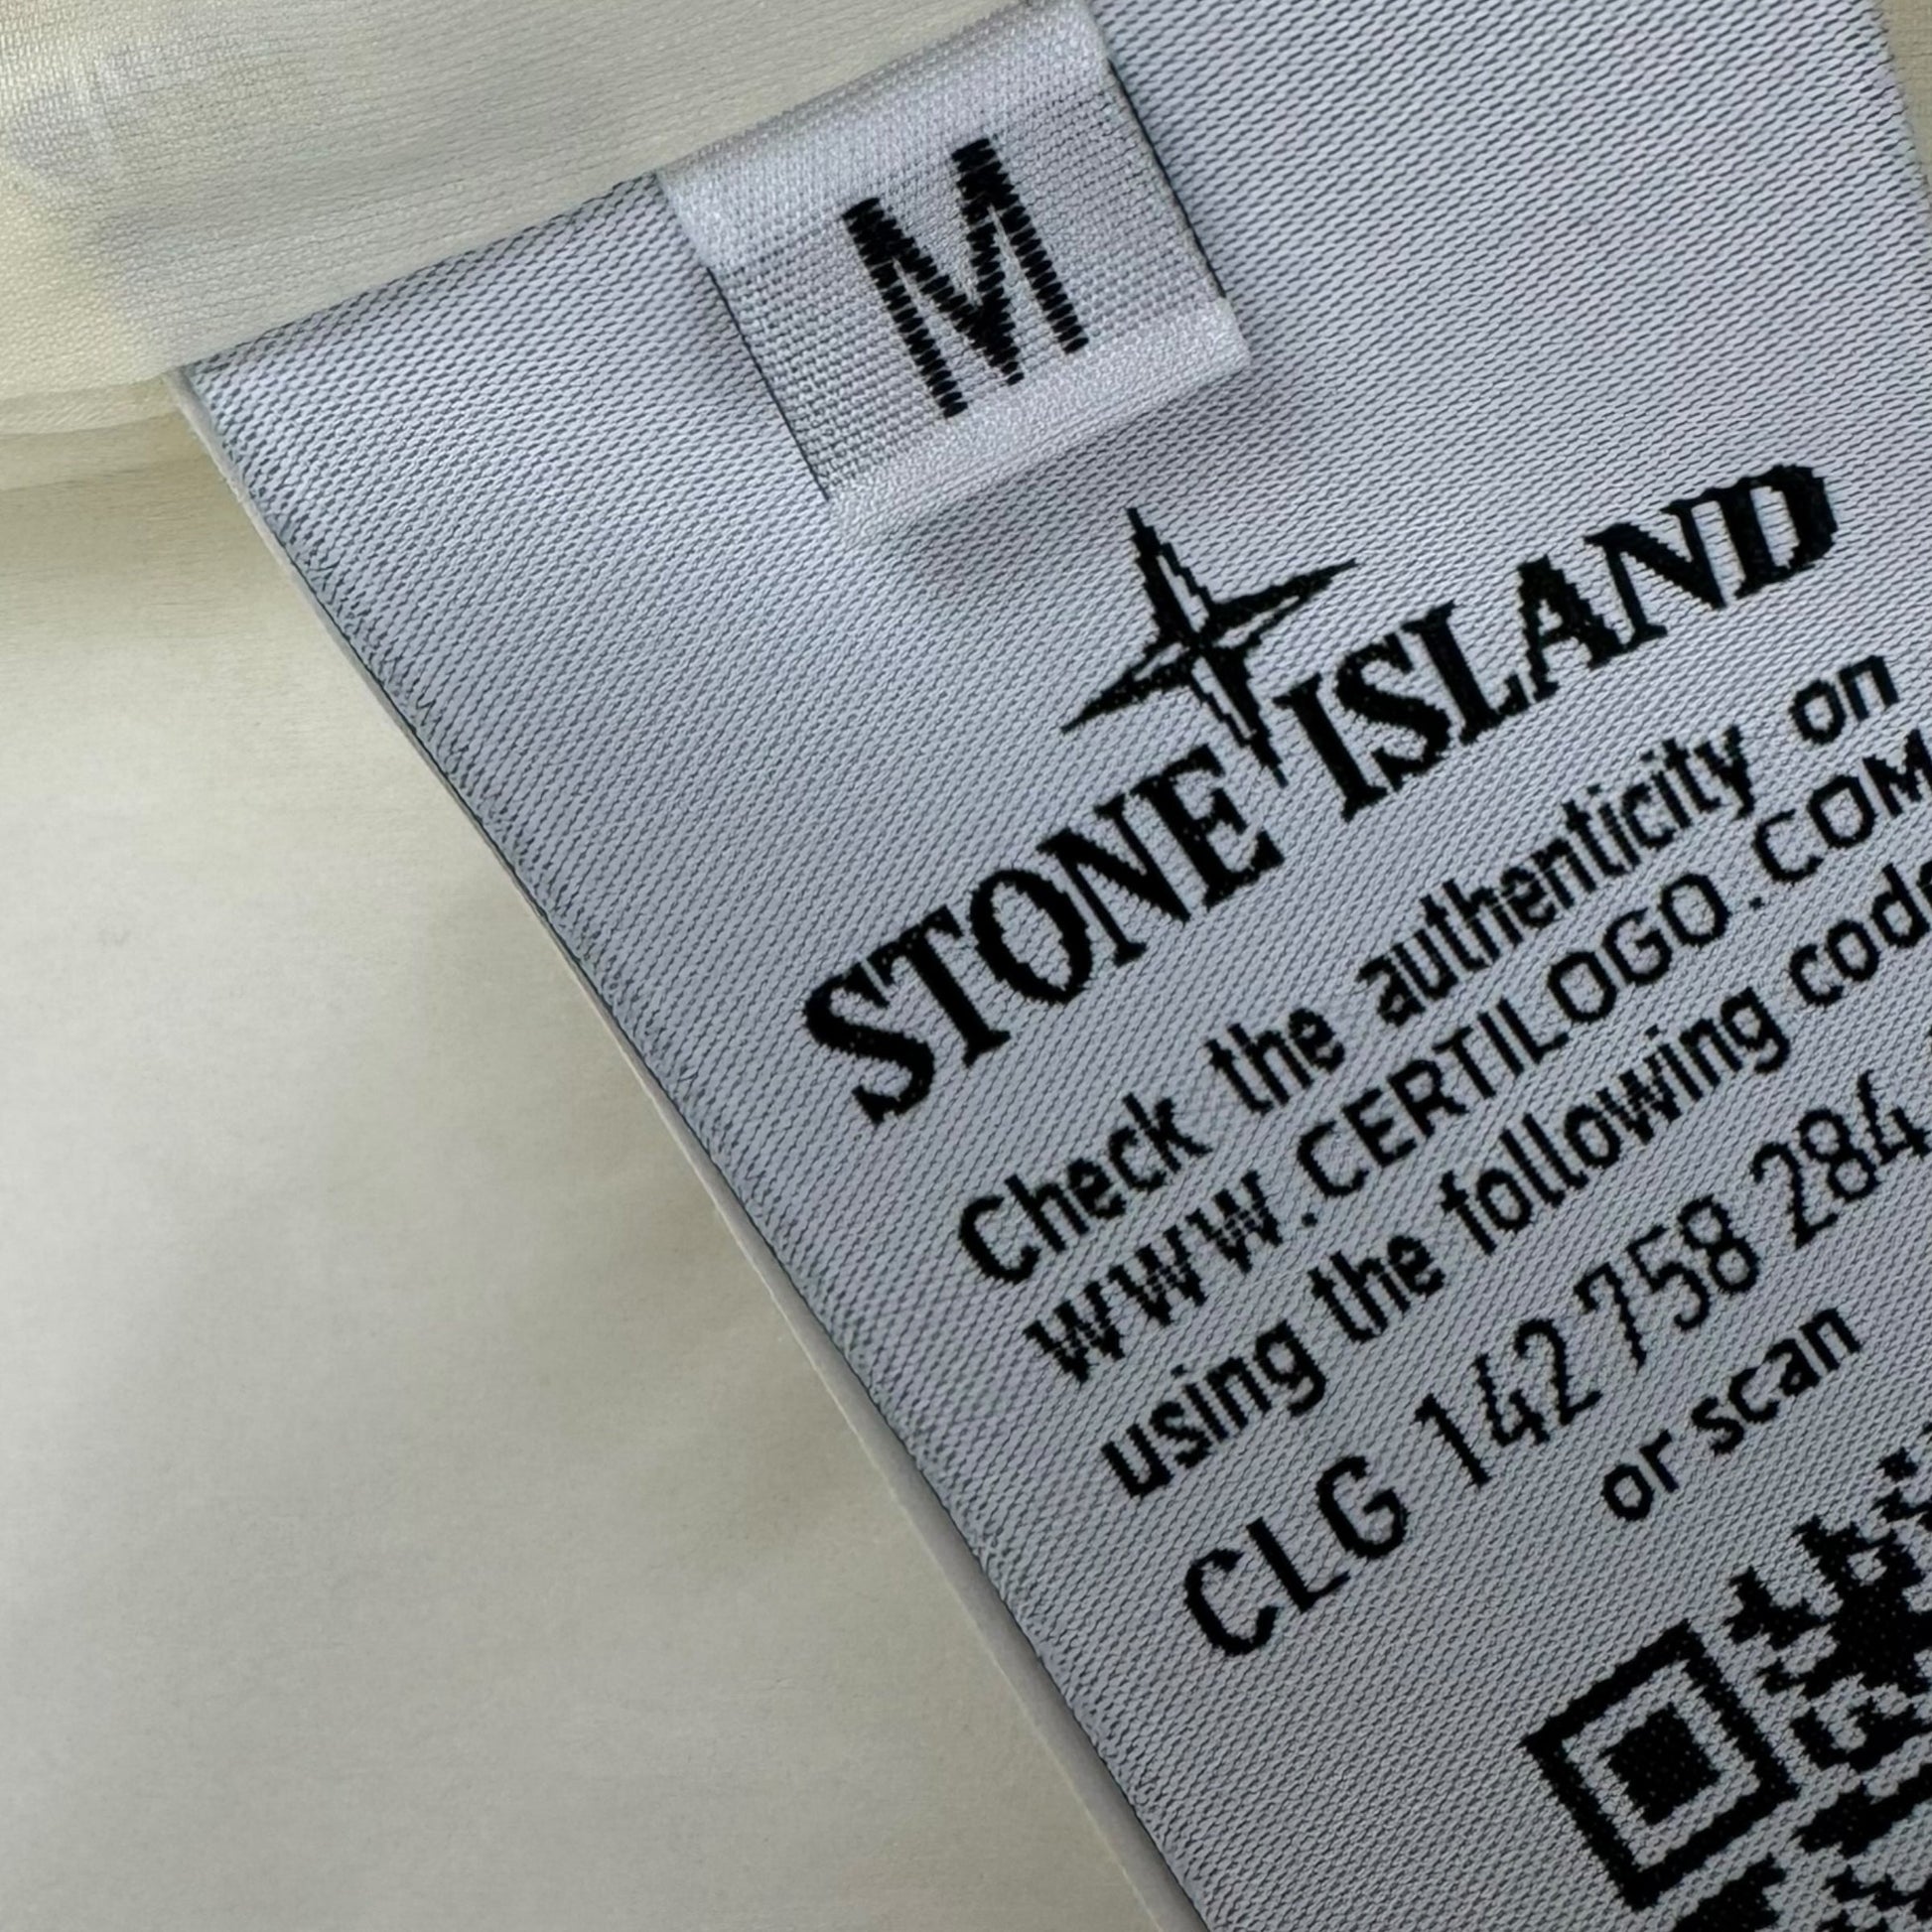 M
STONE ISLAND
Check the authenticity on
WWW.CERTILOGO.COM
using the following code
CLG 142 758 284
or scan